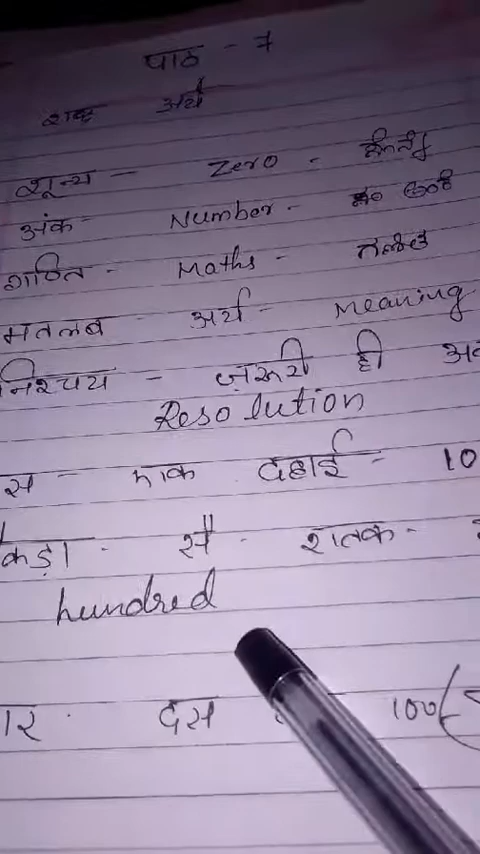 पाठ - 7
शब्द अर्थ
शून्य - Zero -
अंक - Number -
गणित - Maths -
मतलब अर्थ - Meaning
निश्चय - ज़रूरी ही
Resolution
स - दहाई - 10
कड़ा - सै - शतक -
hundred
ार - दस 100